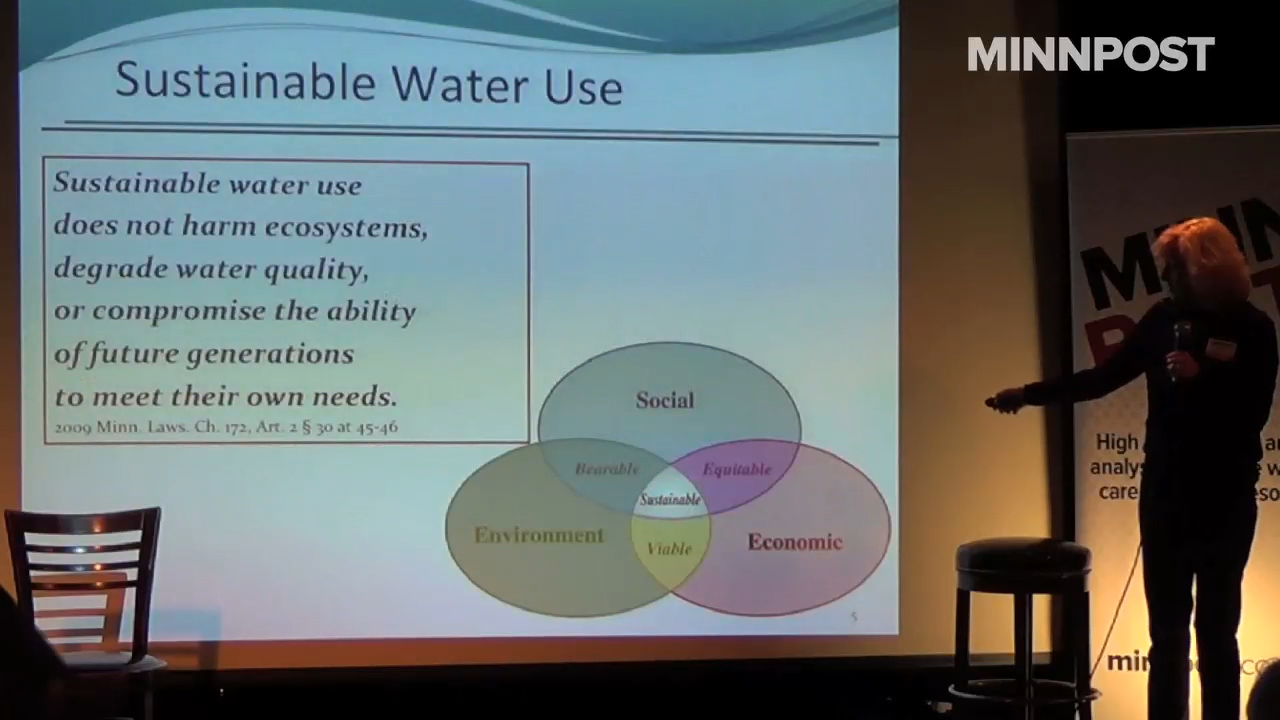 MINNPOST
Sustainable Water Use
Sustainable water use
does not harm ecosystems,
degrade water quality,
or compromise the ability
of future generations
to meet their own needs.
2009 Minn. Laws. Ch. 172, Art. 2 § 30 at 45-46
Social
Bearable
Equitable
Sustainable
Environment
Viable
Economic
5
High
analy
care